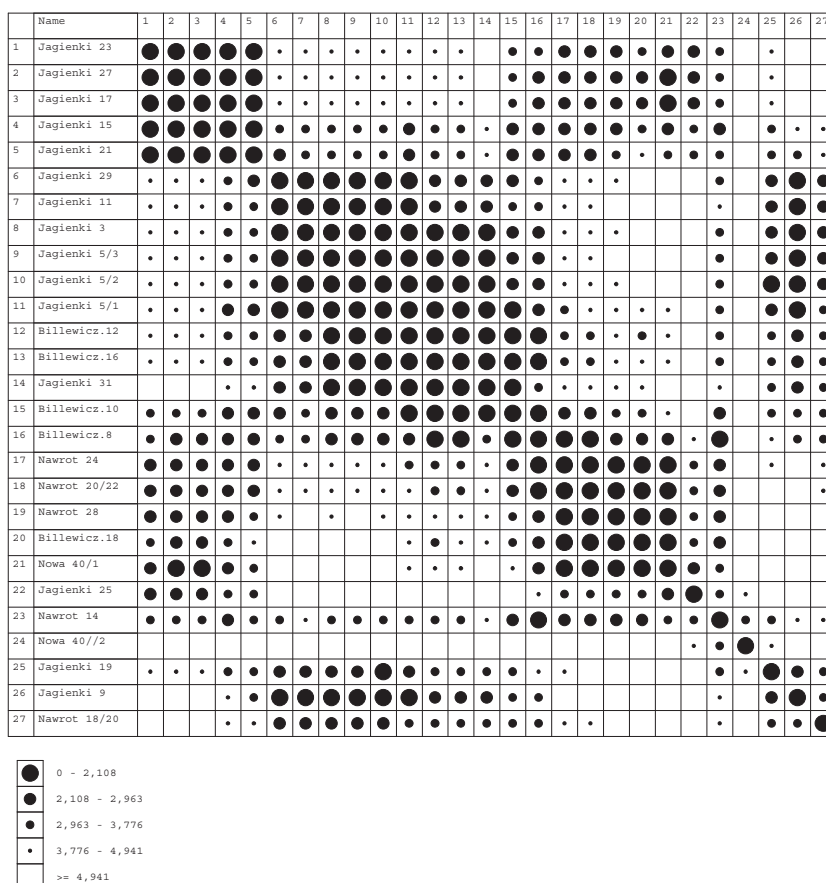 Name 1 2 3 4 5 6 7 8 9 10 11 12 13 14 15 16 17 18 19 20 21 22 23 24 25 26 27
1 Jagienki 23
2 Jagienki 27
3 Jagienki 17
4 Jagienki 15
5 Jagienki 21
6 Jagienki 29
7 Jagienki 11
8 Jagienki 3
9 Jagienki 5/3
10 Jagienki 5/2
11 Jagienki 5/1
12 Billewicz.12
13 Billewicz.16
14 Jagienki 31
15 Billewicz.10
16 Billewicz.8
17 Nawrot 24
18 Nawrot 20/22
19 Nawrot 28
20 Billewicz.18
21 Nowa 40/1
22 Jagienki 25
23 Nawrot 14
24 Nowa 40//2
25 Jagienki 19
26 Jagienki 9
27 Nawrot 18/20
0 - 2,108
2,108 - 2,963
2,963 - 3,776
3,776 - 4,941
>= 4,941